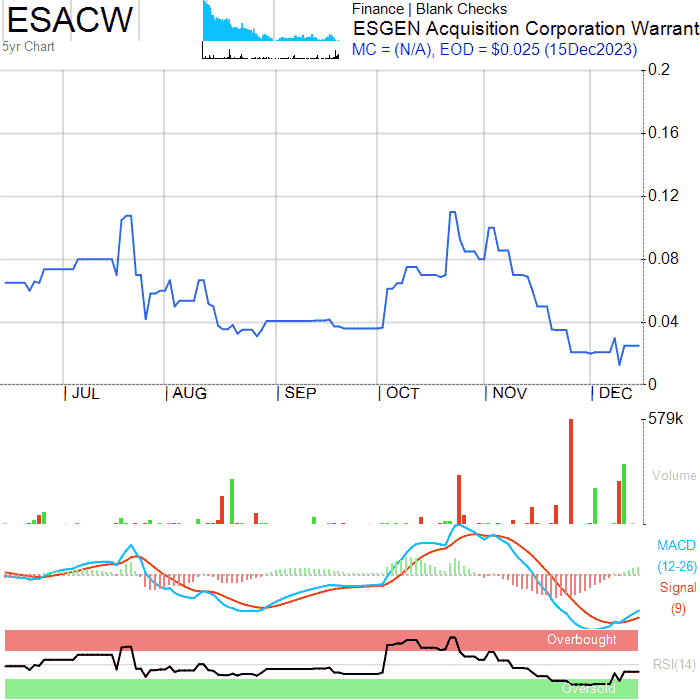 ESACW
5yr Chart
Finance | Blank Checks
ESGEN Acquisition Corporation Warrant
MC = (N/A), EOD = $0.025 (15Dec2023)
0.2
0.16
0.12
0.08
0.04
0
JUL AUG SEP OCT NOV DEC
579k
Volume
MACD
(12-26)
Signal
(9)
Overbought
RSI(14)
Oversold